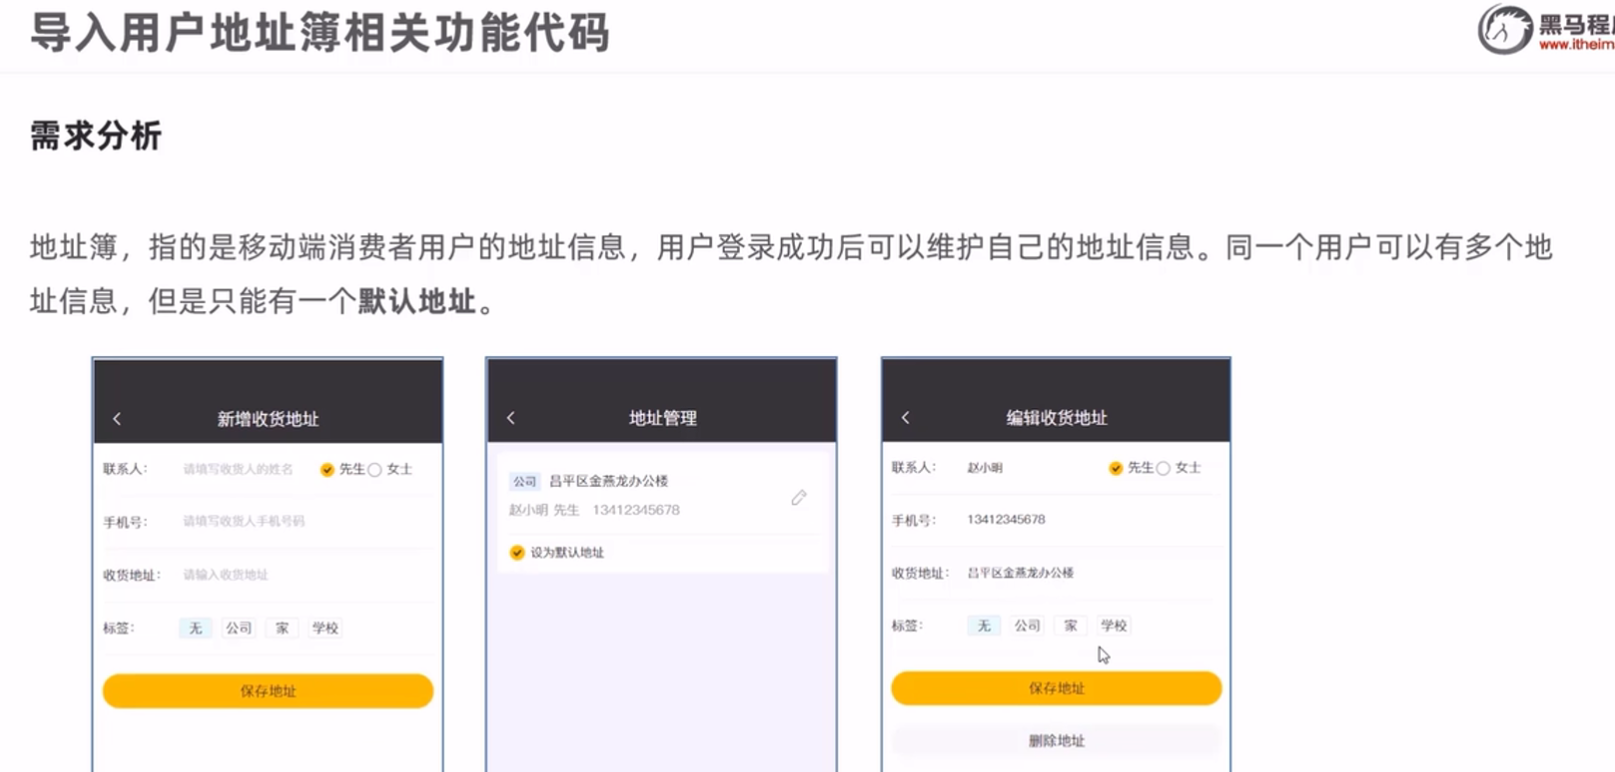 导入用户地址簿相关功能代码
黑马程
www.itheim
需求分析
地址簿，指的是移动端消费者用户的地址信息，用户登录成功后可以维护自己的地址信息。同一个用户可以有多个地
址信息，但是只能有一个默认地址。
新增收货地址
联系人： 请填写收货人的姓名 先生 女士
手机号： 请填写收货人手机号码
收货地址： 请输入收货地址
标签： 无 公司 家 学校
保存地址
地址管理
公司 吕平区金燕龙办公楼
赵小明 先生 13412345678
设为默认地址
编辑收货地址
联系人： 赵小明 先生 女士
手机号： 13412345678
收货地址： 吕平区金燕龙办公楼
标签： 无 公司 家 学校
保存地址
删除地址